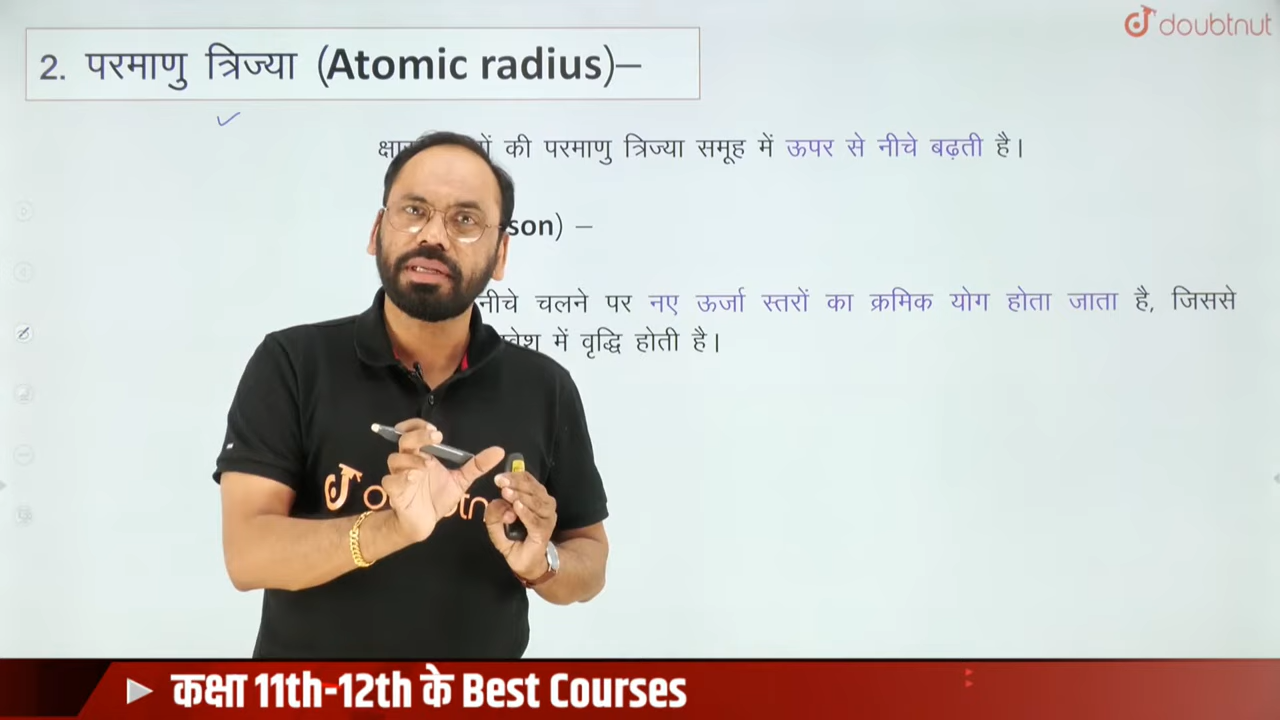 doubtnut
2. परमाणु त्रिज्या (Atomic radius)–
की परमाणु त्रिज्या समूह में ऊपर से नीचे बढ़ती है।
son) –
नीचे चलने पर नए ऊर्जा स्तरों का क्रमिक योग होता जाता है, जिससे
में वृद्धि होती है।
कक्षा 11th-12th के Best Courses